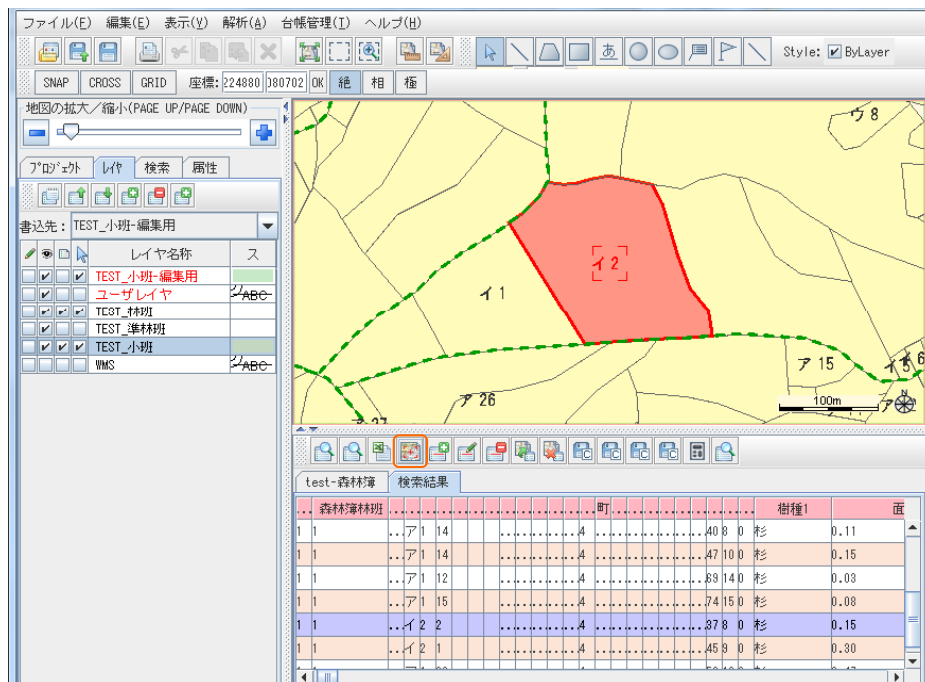 ファイル(F) 編集(E) 表示(V) 解析(A) 台帳管理(T) ヘルプ(H)
あ Style: ByLayer
SNAP CROSS GRID 座標: 224880 380702 OK 絶 相 極
地図の拡大／縮小(PAGE UP/PAGE DOWN)
プロジェクト レイヤ 検索 属性
書込先： TEST_小班-編集用
レイヤ名称 ス
TEST_小班-編集用
ユーザレイヤ ABC
TEST_林班
TEST_準林班
TEST_小班
WMS ABC
ウ 8
イ 2
イ 1
ア 15
イ 5
イ 6
ア 26
ア 27
100m
ア
N
test-森林簿 検索結果
... 森林簿林班 ... 町 ... 樹種1 面
1 1 ...ア 1 14 ...4 ...40 8 0 杉 0.11
1 1 ...ア 1 14 ...4 ...47 10 0 杉 0.15
1 1 ...ア 1 12 ...4 ...69 14 0 杉 0.03
1 1 ...ア 1 15 ...4 ...74 15 0 杉 0.08
1 1 ...イ 2 2 ...4 ...37 8 0 杉 0.15
1 1 ...イ 2 1 ...4 ...45 9 0 杉 0.30